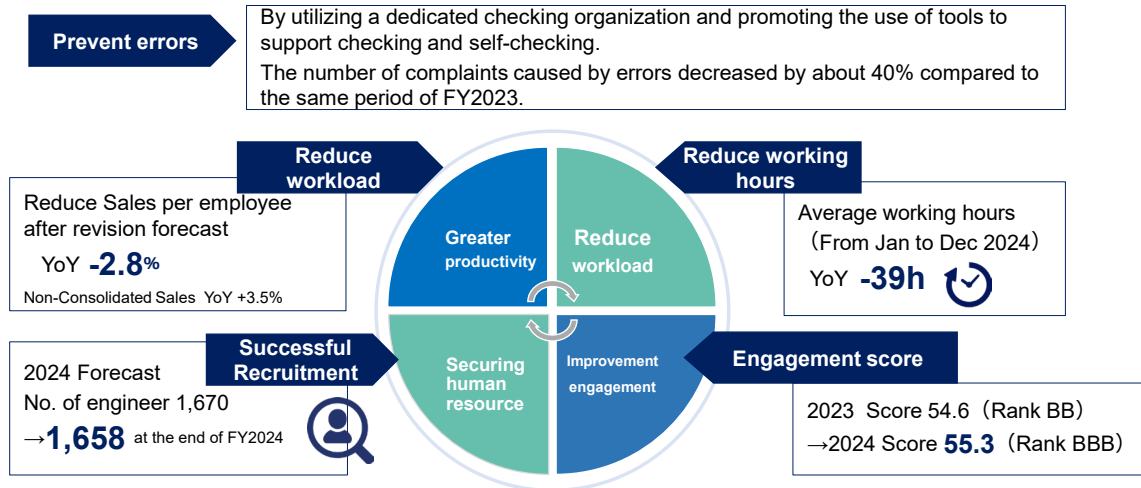 Prevent errors
By utilizing a dedicated checking organization and promoting the use of tools to
support checking and self-checking.
The number of complaints caused by errors decreased by about 40% compared to
the same period of FY2023.
Reduce
workload
Reduce Sales per employee
after revision forecast
YoY -2.8%
Non-Consolidated Sales YoY +3.5%
Reduce working
hours
Average working hours
（From Jan to Dec 2024）
YoY -39h
Greater
productivity
Reduce
workload
Securing
human
resource
Improvement
engagement
Successful
Recruitment
2024 Forecast
No. of engineer 1,670
→1,658 at the end of FY2024
Engagement score
2023 Score 54.6（Rank BB）
→2024 Score 55.3（Rank BBB）